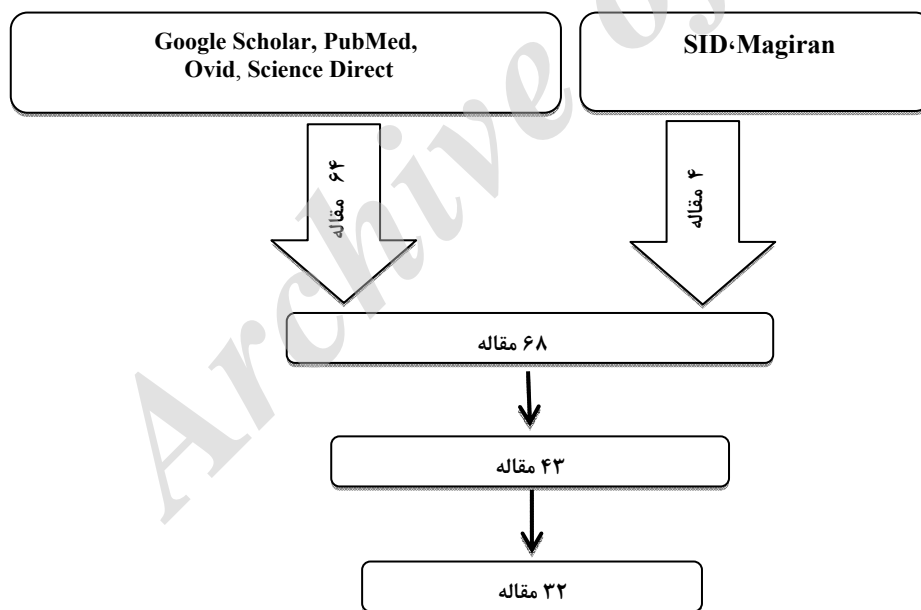 Google Scholar, PubMed,
Ovid, Science Direct
SID،Magiran
۶۴ مقاله
۴ مقاله
۶۸ مقاله
۴۳ مقاله
۳۲ مقاله
Archive of